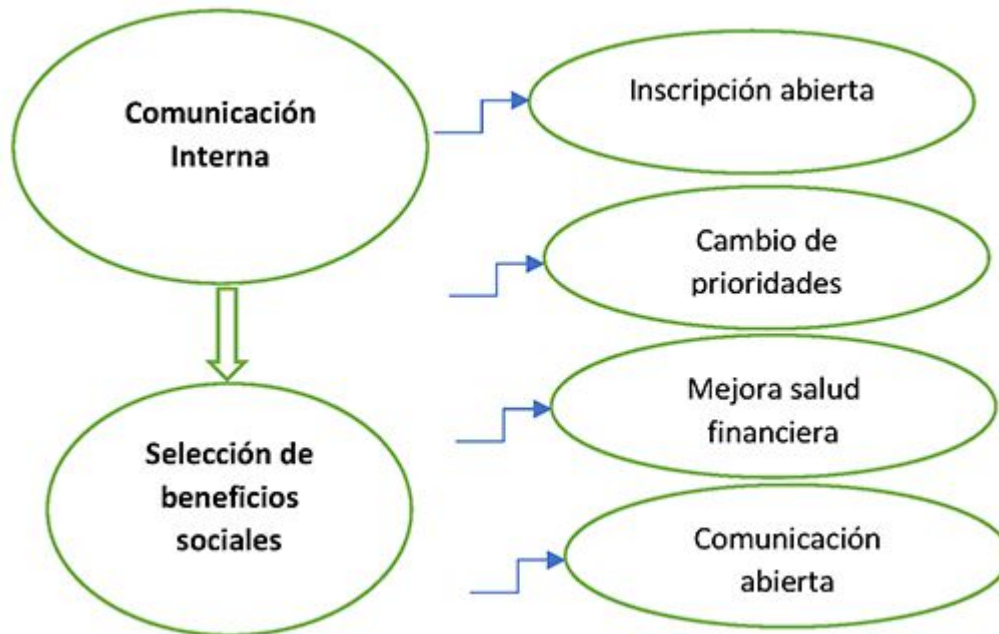 Comunicación
Interna
Selección de
beneficios
sociales
Inscripción abierta
Cambio de
prioridades
Mejora salud
financiera
Comunicación
abierta